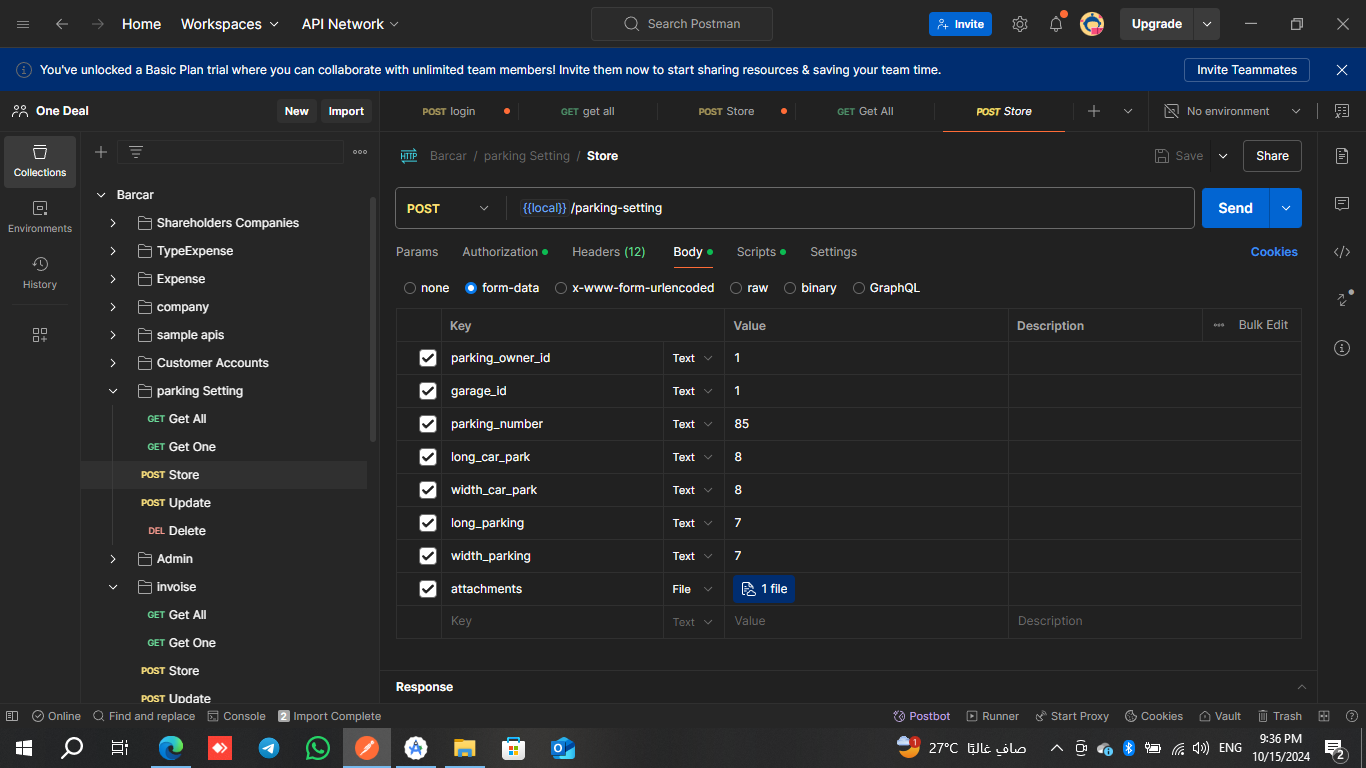 Home Workspaces API Network Search Postman Invite Upgrade
You've unlocked a Basic Plan trial where you can collaborate with unlimited team members! Invite them now to start sharing resources & saving your team time. Invite Teammates
One Deal New Import
POST login GET get all POST Store GET Get All POST Store No environment
Collections
Environments
History
Barcar
Shareholders Companies
TypeExpense
Expense
company
sample apis
Customer Accounts
parking Setting
GET Get All
GET Get One
POST Store
POST Update
DEL Delete
Admin
invoise
GET Get All
GET Get One
POST Store
POST Update
HTTP Barcar / parking Setting / Store Save Share
POST {{local}} /parking-setting Send
Params Authorization Headers (12) Body Scripts Settings Cookies
none form-data x-www-form-urlencoded raw binary GraphQL
Key Value Description Bulk Edit
parking_owner_id Text 1
garage_id Text 1
parking_number Text 85
long_car_park Text 8
width_car_park Text 8
long_parking Text 7
width_parking Text 7
attachments File 1 file
Key Text Value Description
Response
Online Find and replace Console 2 Import Complete Postbot Runner Start Proxy Cookies Vault Trash
1 27°C صافٍ غالبًا ENG 9:36 PM
10/15/2024 2